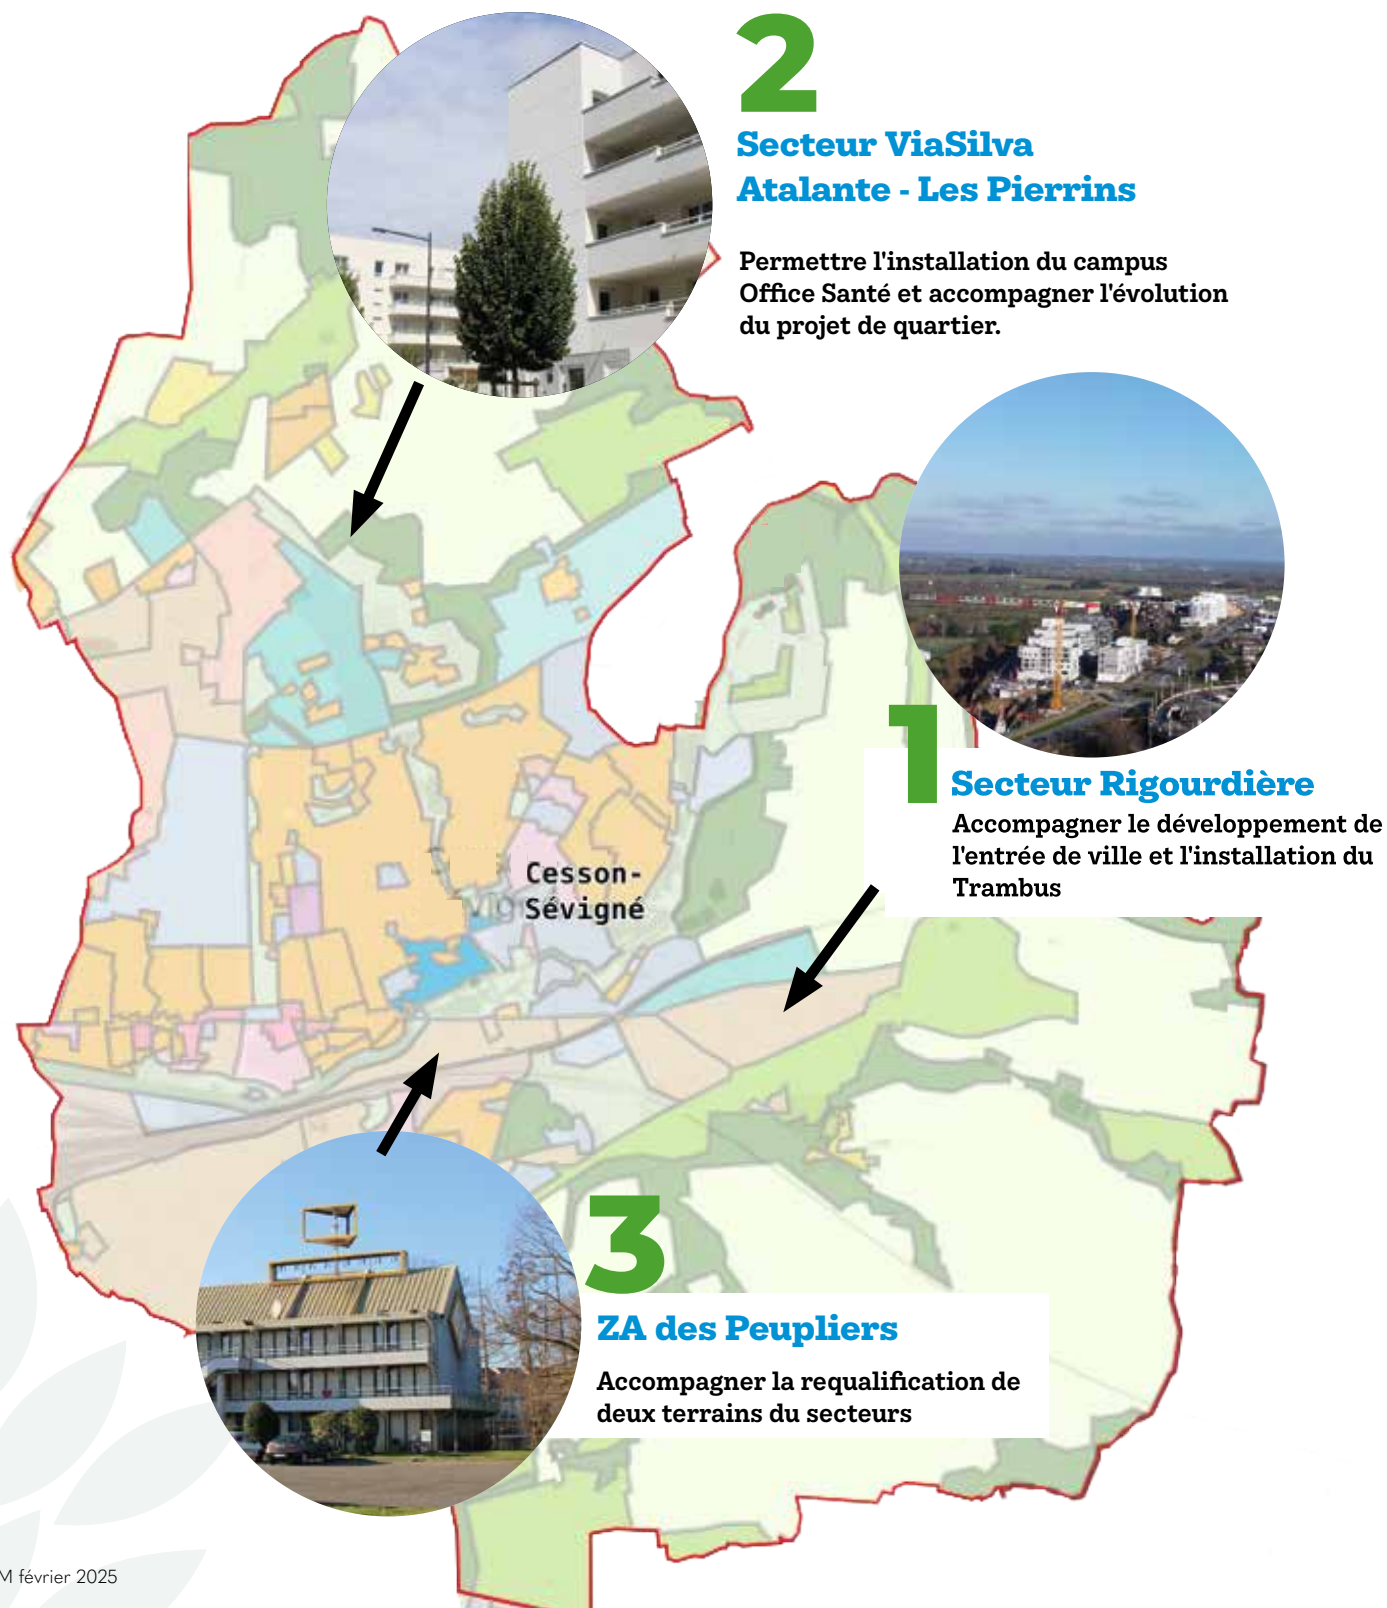 2
Secteur ViaSilva
Atalante - Les Pierrins
Permettre l'installation du campus
Office Santé et accompagner l'évolution
du projet de quartier.
1
Secteur Rigourdière
Accompagner le développement de
l'entrée de ville et l'installation du
Trambus
Cesson-
Sévigné
3
ZA des Peupliers
Accompagner la requalification de
deux terrains du secteurs
M février 2025